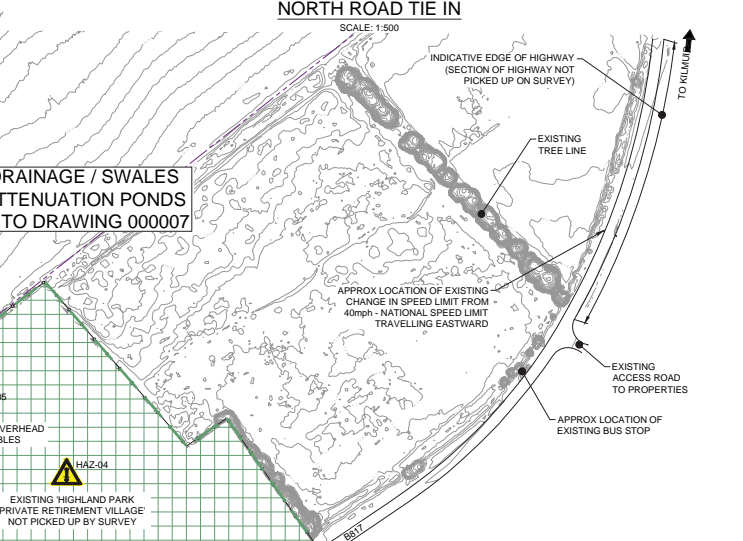 NORTH ROAD TIE IN
SCALE: 1:500
INDICATIVE EDGE OF HIGHWAY
(SECTION OF HIGHWAY NOT
PICKED UP ON SURVEY)
TO KILMUIR
EXISTING
TREE LINE
DRAINAGE / SWALES
TTENUATION PONDS
TO DRAWING 000007
APPROX LOCATION OF EXISTING
CHANGE IN SPEED LIMIT FROM
40mph - NATIONAL SPEED LIMIT
TRAVELLING EASTWARD
EXISTING
ACCESS ROAD
TO PROPERTIES
APPROX LOCATION OF
EXISTING BUS STOP
VERHEAD
BLES
HAZ-04
EXISTING 'HIGHLAND PARK
PRIVATE RETIREMENT VILLAGE'
NOT PICKED UP BY SURVEY
B817